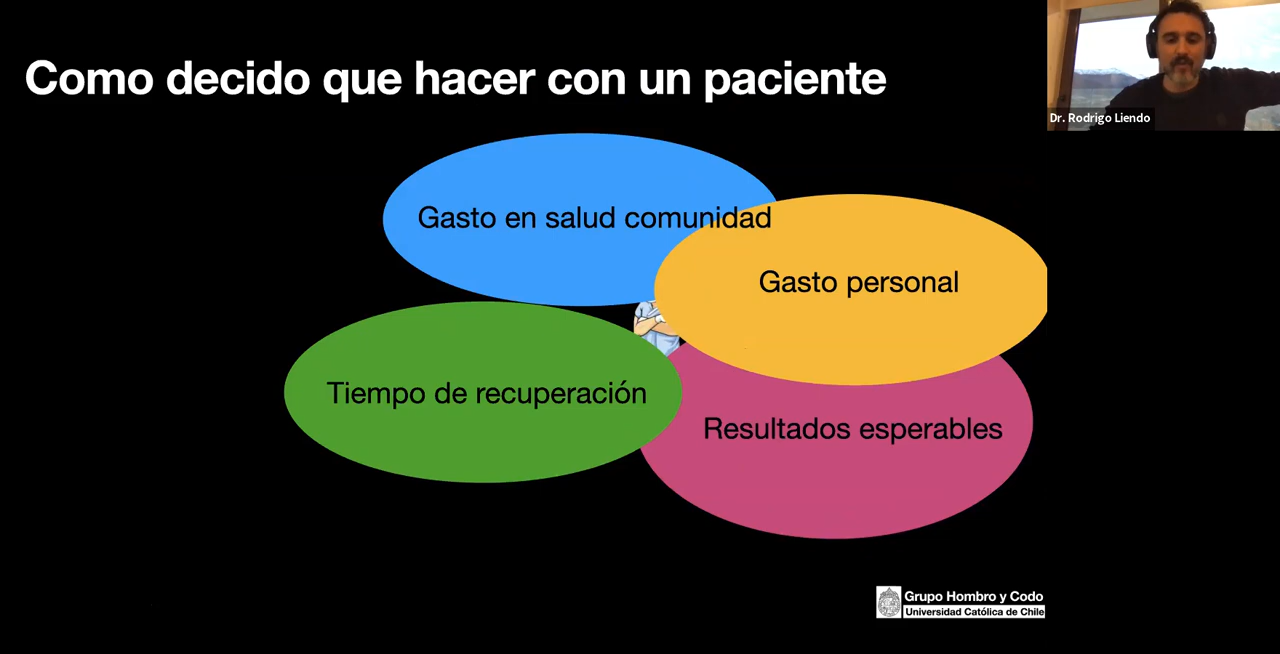 Como decido que hacer con un paciente
Dr. Rodrigo Liendo
Gasto en salud comunidad
Gasto personal
Tiempo de recuperación
Resultados esperables
Grupo Hombro y Codo
Universidad Católica de Chile